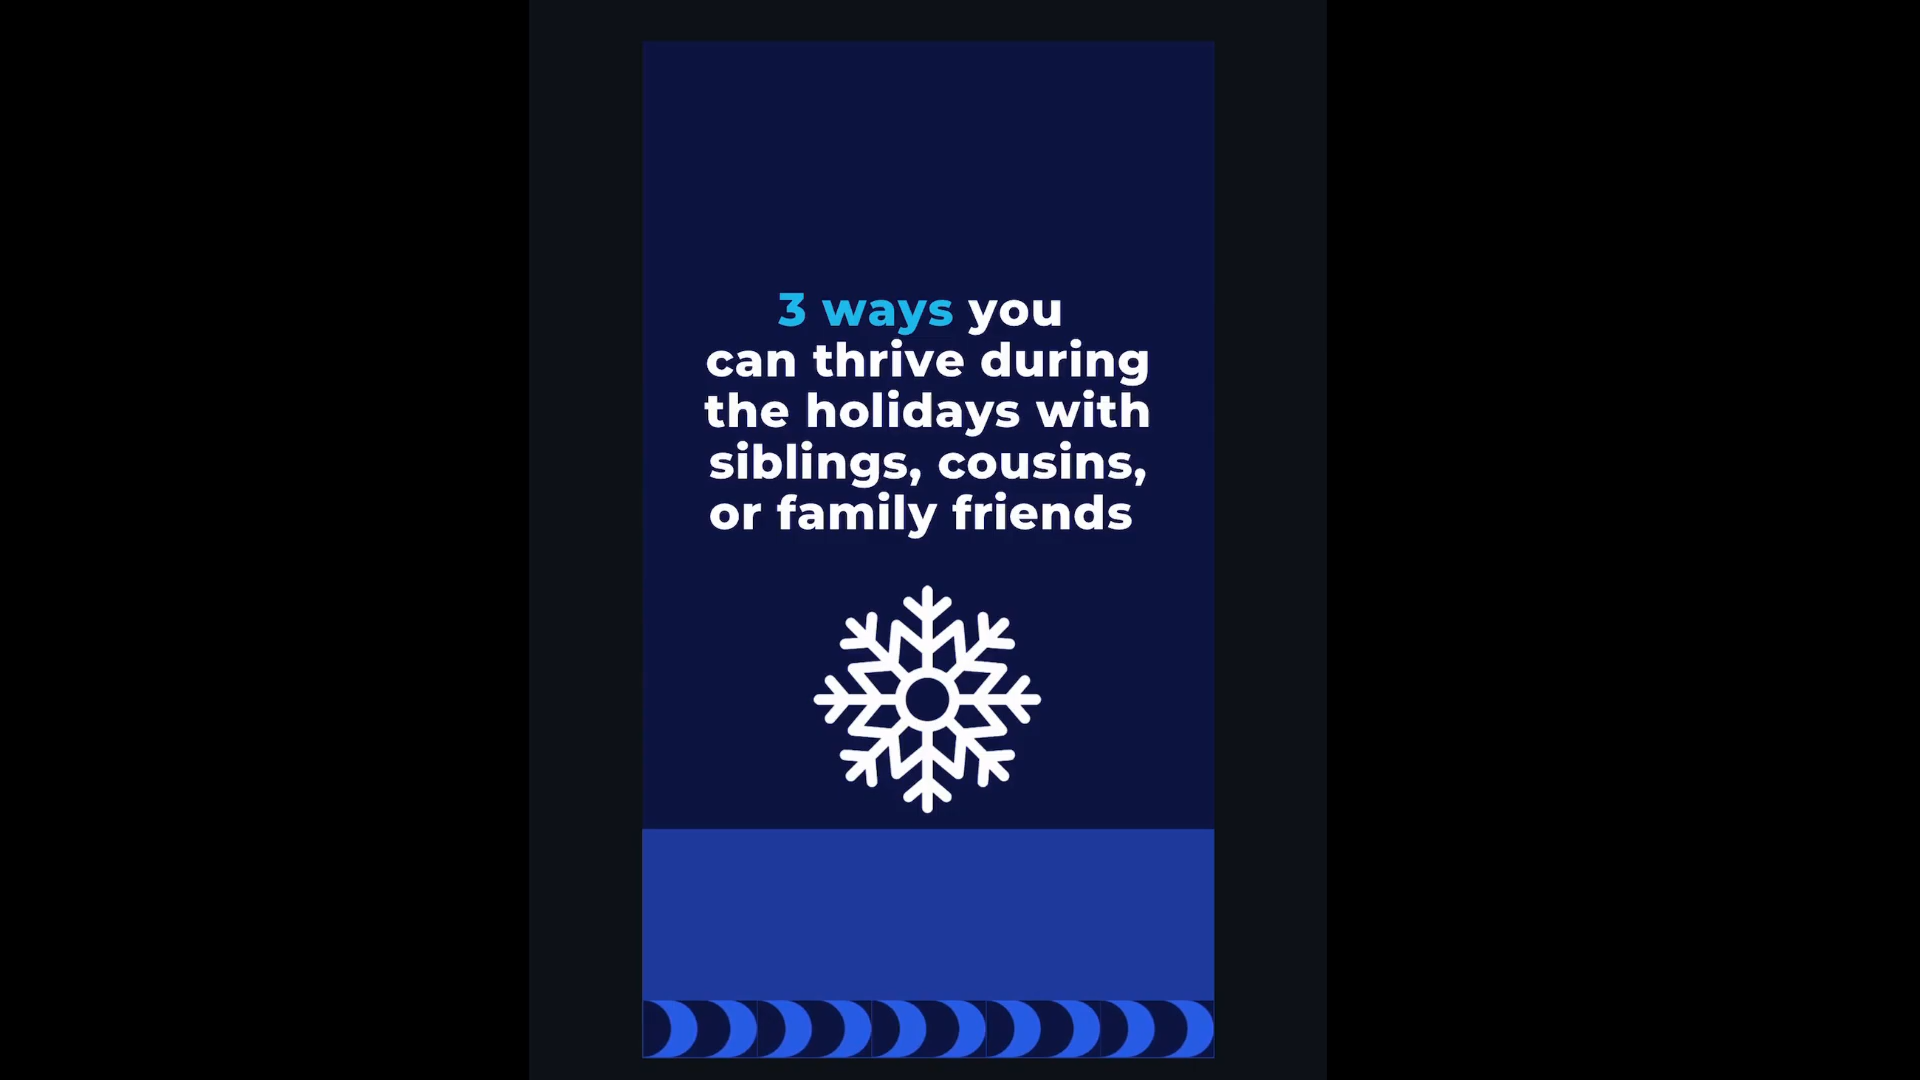 3 ways you
can thrive during
the holidays with
siblings, cousins,
or family friends